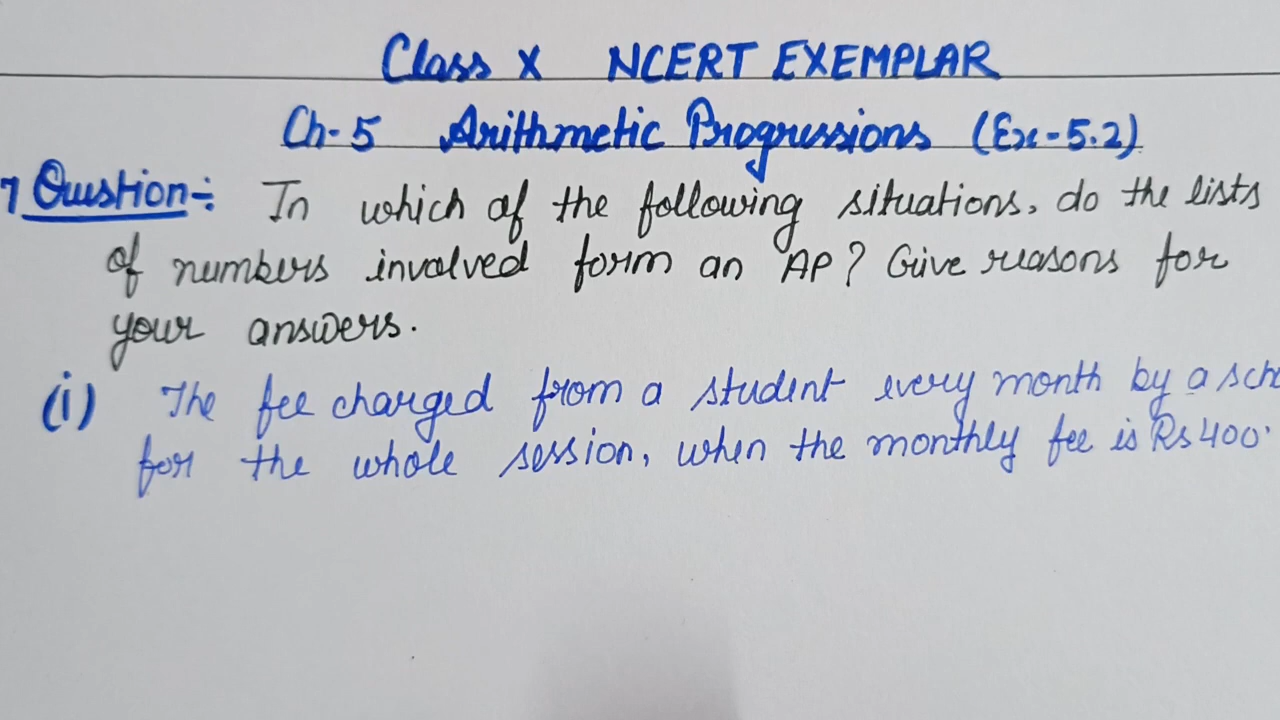 Class X NCERT EXEMPLAR
Ch-5 Arithmetic Progressions (Ex-5.2)
7 Question:- In which of the following situations, do the lists
of numbers involved form an AP? Give reasons for
your answers.
(i) The fee charged from a student every month by a scho
for the whole session, when the monthly fee is Rs 400.